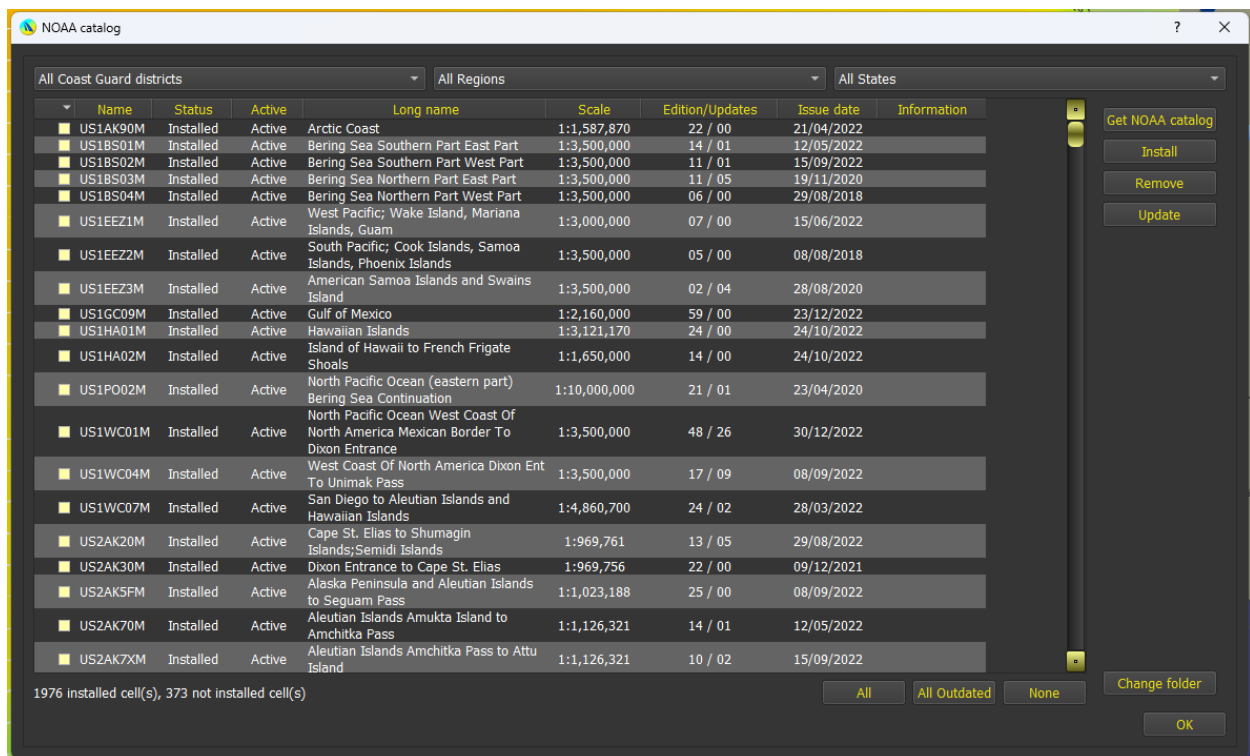 NOAA catalog
All Coast Guard districts All Regions All States
Name Status Active Long name Scale Edition/Updates Issue date Information
Get NOAA catalog
Install
Remove
Update
US1AK90M Installed Active Arctic Coast 1:1,587,870 22 / 00 21/04/2022
US1BS01M Installed Active Bering Sea Southern Part East Part 1:3,500,000 14 / 01 12/05/2022
US1BS02M Installed Active Bering Sea Southern Part West Part 1:3,500,000 11 / 01 15/09/2022
US1BS03M Installed Active Bering Sea Northern Part East Part 1:3,500,000 11 / 05 19/11/2020
US1BS04M Installed Active Bering Sea Northern Part West Part 1:3,500,000 06 / 00 29/08/2018
US1EEZ1M Installed Active West Pacific; Wake Island, Mariana
Islands, Guam 1:3,000,000 07 / 00 15/06/2022
US1EEZ2M Installed Active South Pacific; Cook Islands, Samoa
Islands, Phoenix Islands 1:3,500,000 05 / 00 08/08/2018
US1EEZ3M Installed Active American Samoa Islands and Swains
Island 1:3,500,000 02 / 04 28/08/2020
US1GC09M Installed Active Gulf of Mexico 1:2,160,000 59 / 00 23/12/2022
US1HA01M Installed Active Hawaiian Islands 1:3,121,170 24 / 00 24/10/2022
US1HA02M Installed Active Island of Hawaii to French Frigate
Shoals 1:1,650,000 14 / 00 24/10/2022
US1PO02M Installed Active North Pacific Ocean (eastern part)
Bering Sea Continuation 1:10,000,000 21 / 01 23/04/2020
US1WC01M Installed Active North Pacific Ocean West Coast Of
North America Mexican Border To
Dixon Entrance 1:3,500,000 48 / 26 30/12/2022
US1WC04M Installed Active West Coast Of North America Dixon Ent
To Unimak Pass 1:3,500,000 17 / 09 08/09/2022
US1WC07M Installed Active San Diego to Aleutian Islands and
Hawaiian Islands 1:4,860,700 24 / 02 28/03/2022
US2AK20M Installed Active Cape St. Elias to Shumagin
Islands;Semidi Islands 1:969,761 13 / 05 29/08/2022
US2AK30M Installed Active Dixon Entrance to Cape St. Elias 1:969,756 22 / 00 09/12/2021
US2AK5FM Installed Active Alaska Peninsula and Aleutian Islands
to Seguam Pass 1:1,023,188 25 / 00 08/09/2022
US2AK70M Installed Active Aleutian Islands Amukta Island to
Amchitka Pass 1:1,126,321 14 / 01 12/05/2022
US2AK7XM Installed Active Aleutian Islands Amchitka Pass to Attu
Island 1:1,126,321 10 / 02 15/09/2022
1976 installed cell(s), 373 not installed cell(s) All All Outdated None Change folder
OK